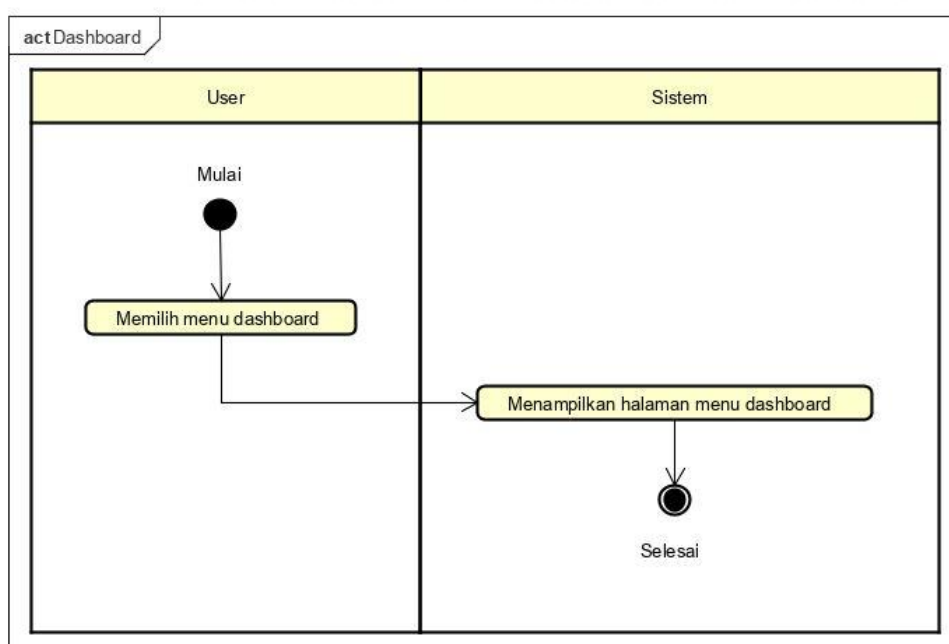 act Dashboard
User
Sistem
Mulai
Memilih menu dashboard
Menampilkan halaman menu dashboard
Selesai